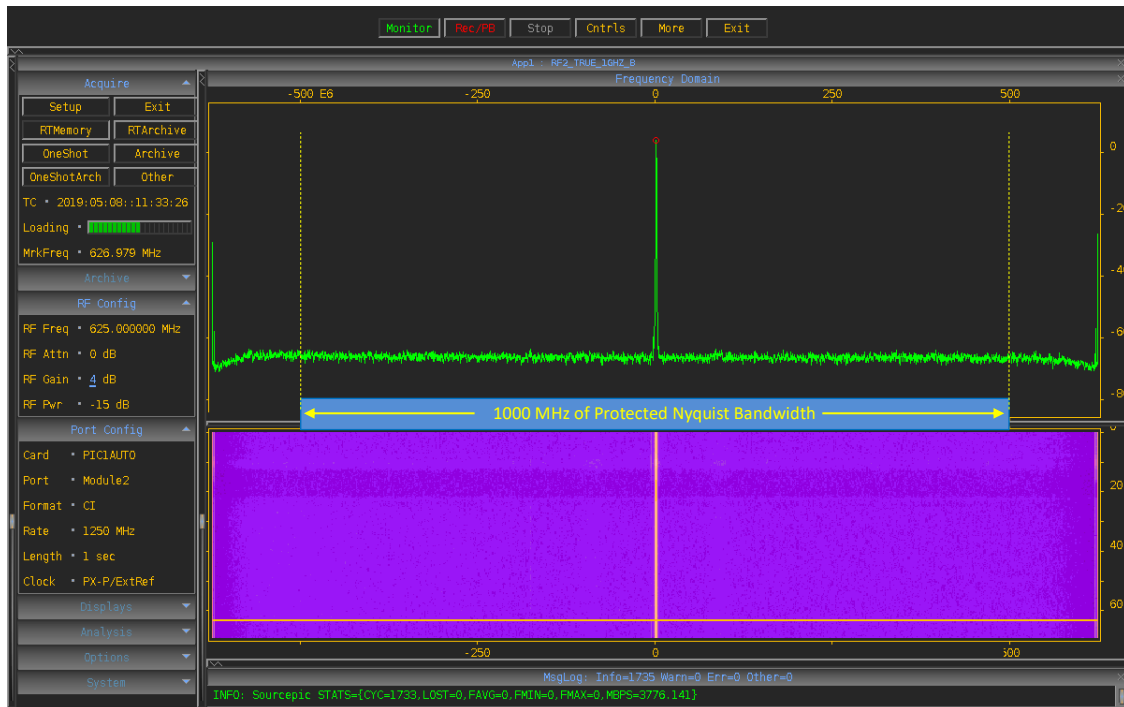 Monitor Rec/PB Stop Cntrls More Exit
Appl : RF2_TRUE_1GHZ_B
Acquire
Setup Exit
RTMemory RTArchive
OneShot Archive
OneShotArch Other
TC • 2019:05:08::11:33:26
Loading •
MrkFreq • 626.979 MHz
Archive
RF Config
RF Freq • 625.000000 MHz
RF Attn • 0 dB
RF Gain • 4 dB
RF Pwr • -15 dB
Port Config
Card • PIC1AUTO
Port • Module2
Format • CI
Rate • 1250 MHz
Length • 1 sec
Clock • PX-P/ExtRef
Displays
Analysis
Options
System
Frequency Domain
-500 E6 -250 0 250 500
0
-20
-40
-60
-80
1000 MHz of Protected Nyquist Bandwidth
0
20
40
60
-250 0 500
MsgLog: Info=1735 Warn=0 Err=0 Other=0
INFO: Sourcepic STATS={CYC=1733,LOST=0,FAVG=0,FMIN=0,FMAX=0,MBPS=3776.141}